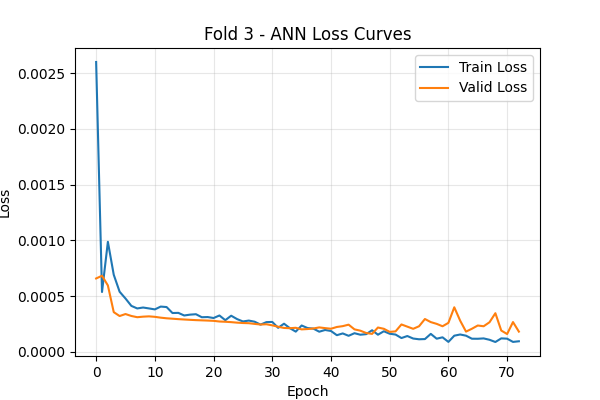 Fold 3 - ANN Loss Curves
Train Loss
Valid Loss
0.0025
0.0020
0.0015
0.0010
0.0005
0.0000
Loss
0 10 20 30 40 50 60 70
Epoch